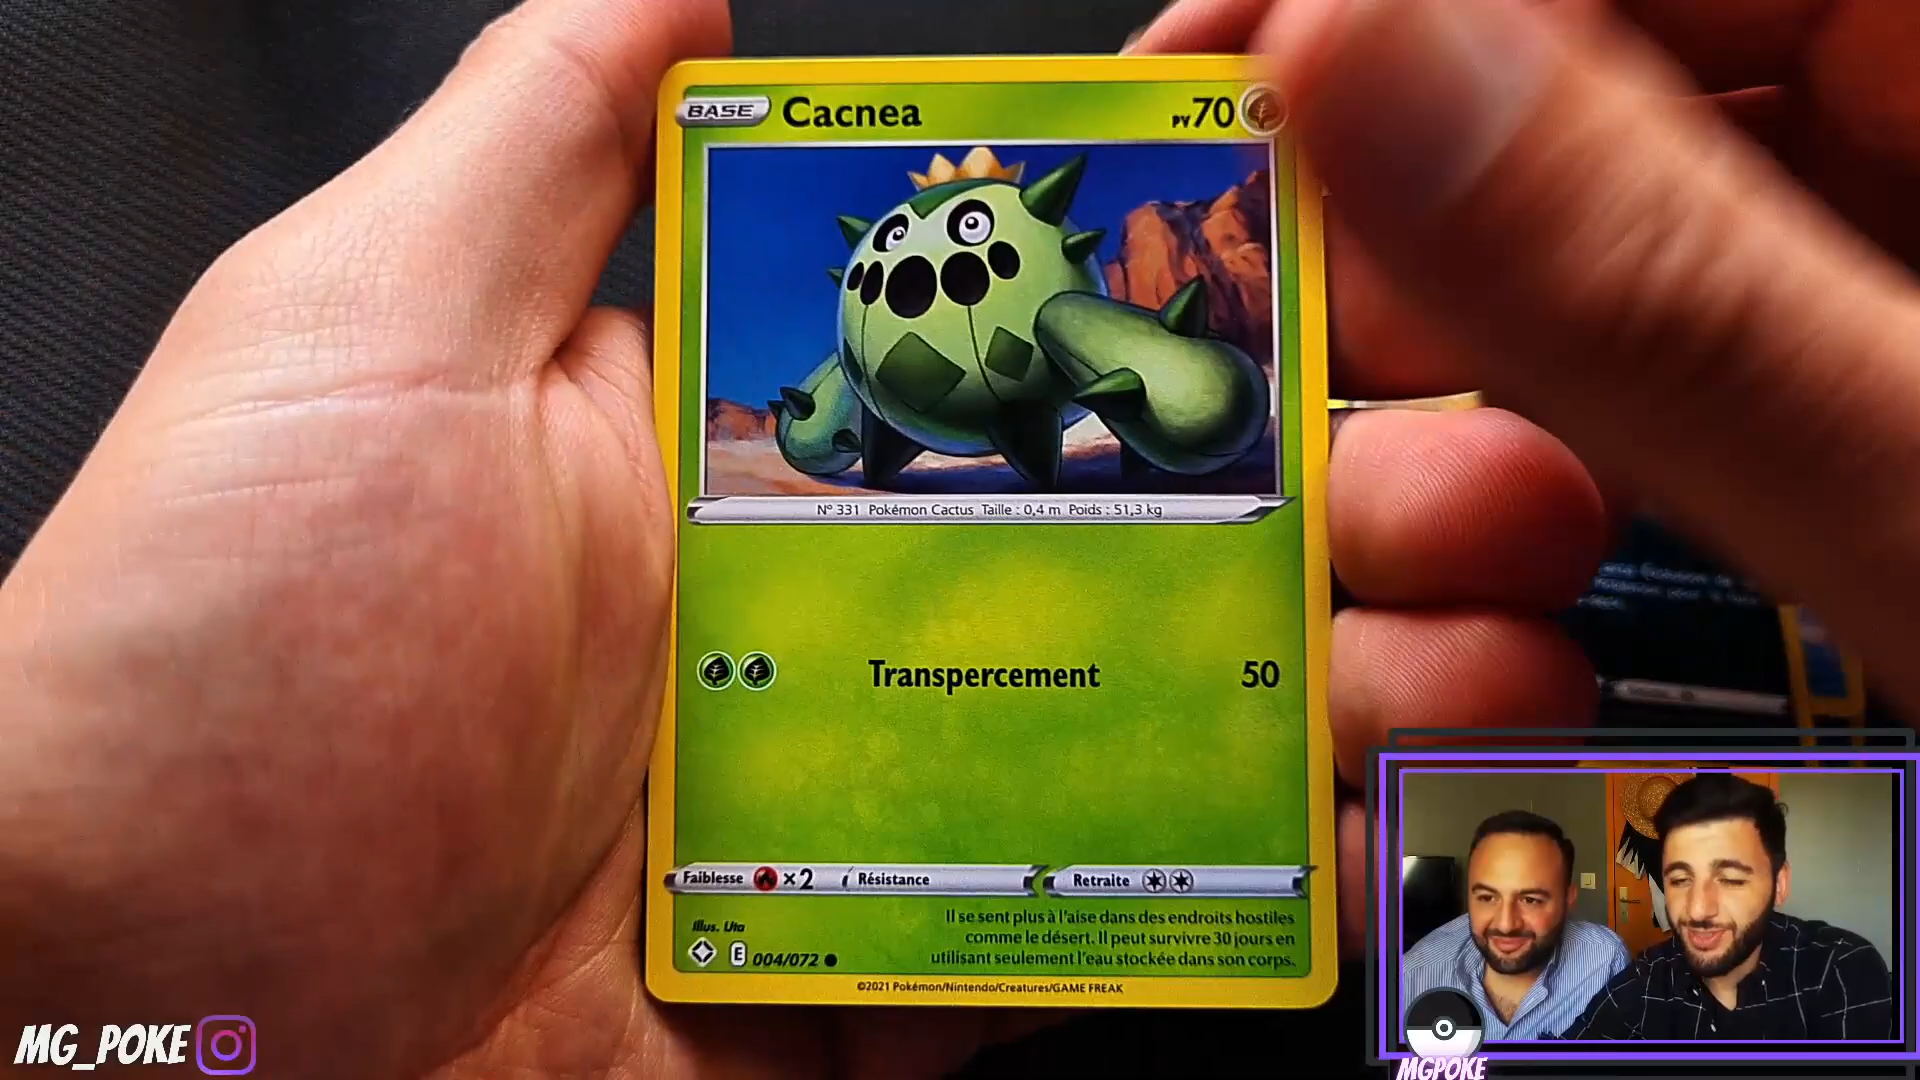 BASE Cacnea PV70
N° 331 Pokémon Cactus Taille : 0,4 m Poids : 51,3 kg
Transpercement 50
Faiblesse ×2 Résistance Retraite
Illus. Uta
E 004/072
Il se sent plus à l'aise dans des endroits hostiles
comme le désert. Il peut survivre 30 jours en
utilisant seulement l'eau stockée dans son corps.
©2021 Pokémon/Nintendo/Creatures/GAME FREAK
MG_POKE
MGPOKE